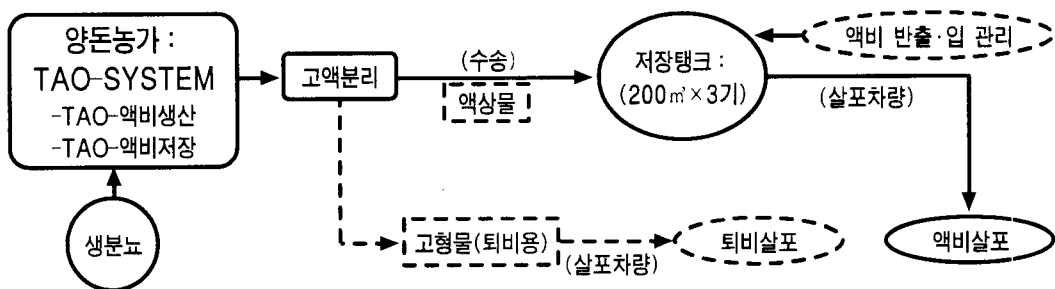 양돈농가 :
TAO-SYSTEM
-TAO-액비생산
-TAO-액비저장
생분뇨
고액분리
(수송)
액상물
저장탱크 :
(200㎥×3기)
액비 반출·입 관리
(살포차량)
고형물(퇴비용)
(살포차량)
퇴비살포
액비살포